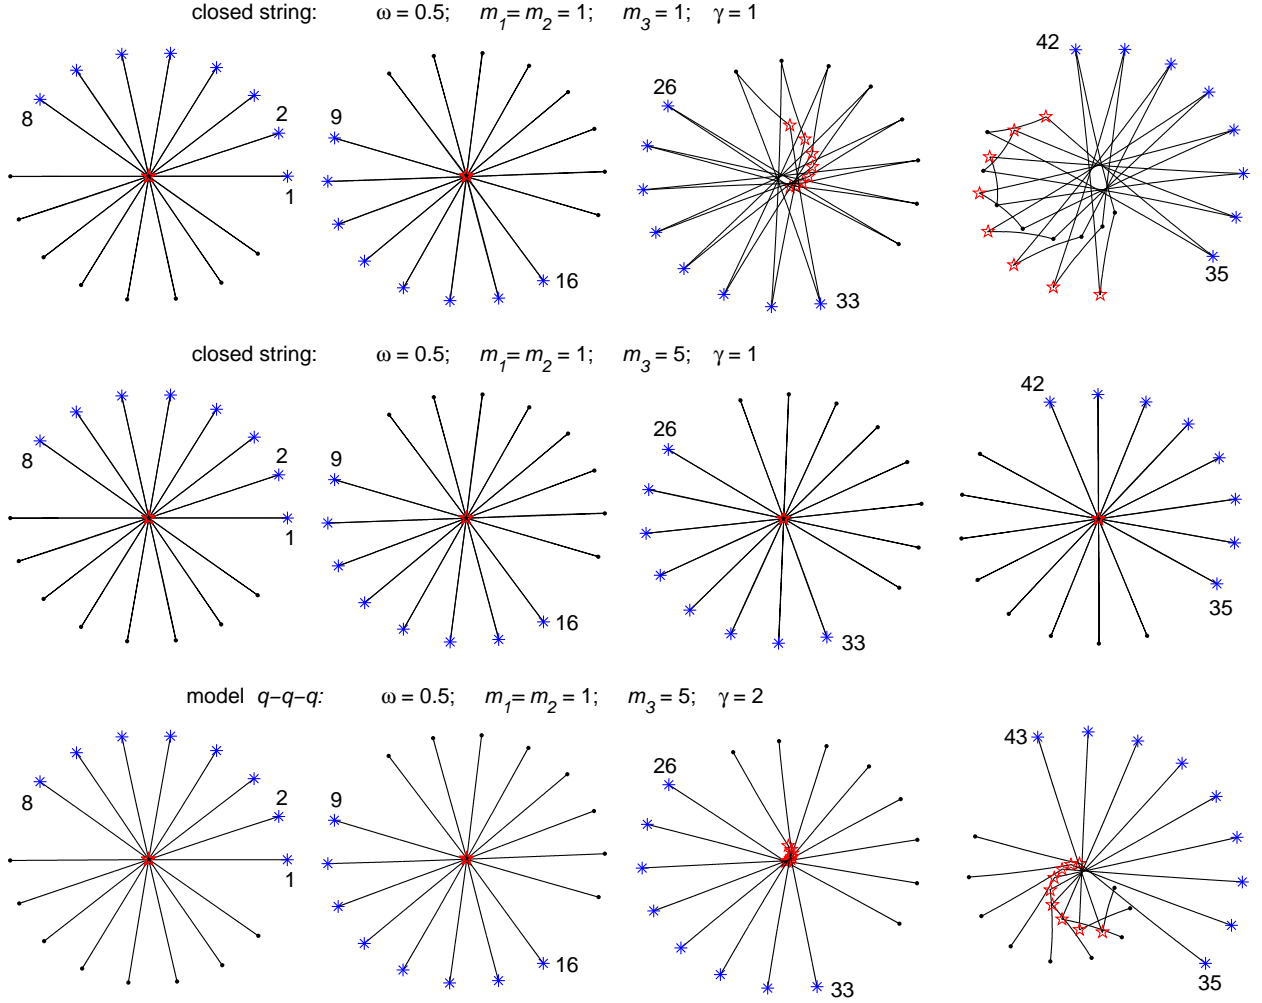 closed string: ω = 0.5; m₁= m₂ = 1; m₃ = 1; γ = 1
8 2 1
9 16
26 33
42 35
closed string: ω = 0.5; m₁= m₂ = 1; m₃ = 5; γ = 1
8 2 1
9 16
26 33
42 35
model q−q−q: ω = 0.5; m₁= m₂ = 1; m₃ = 5; γ = 2
8 2 1
9 16
26 33
43 35